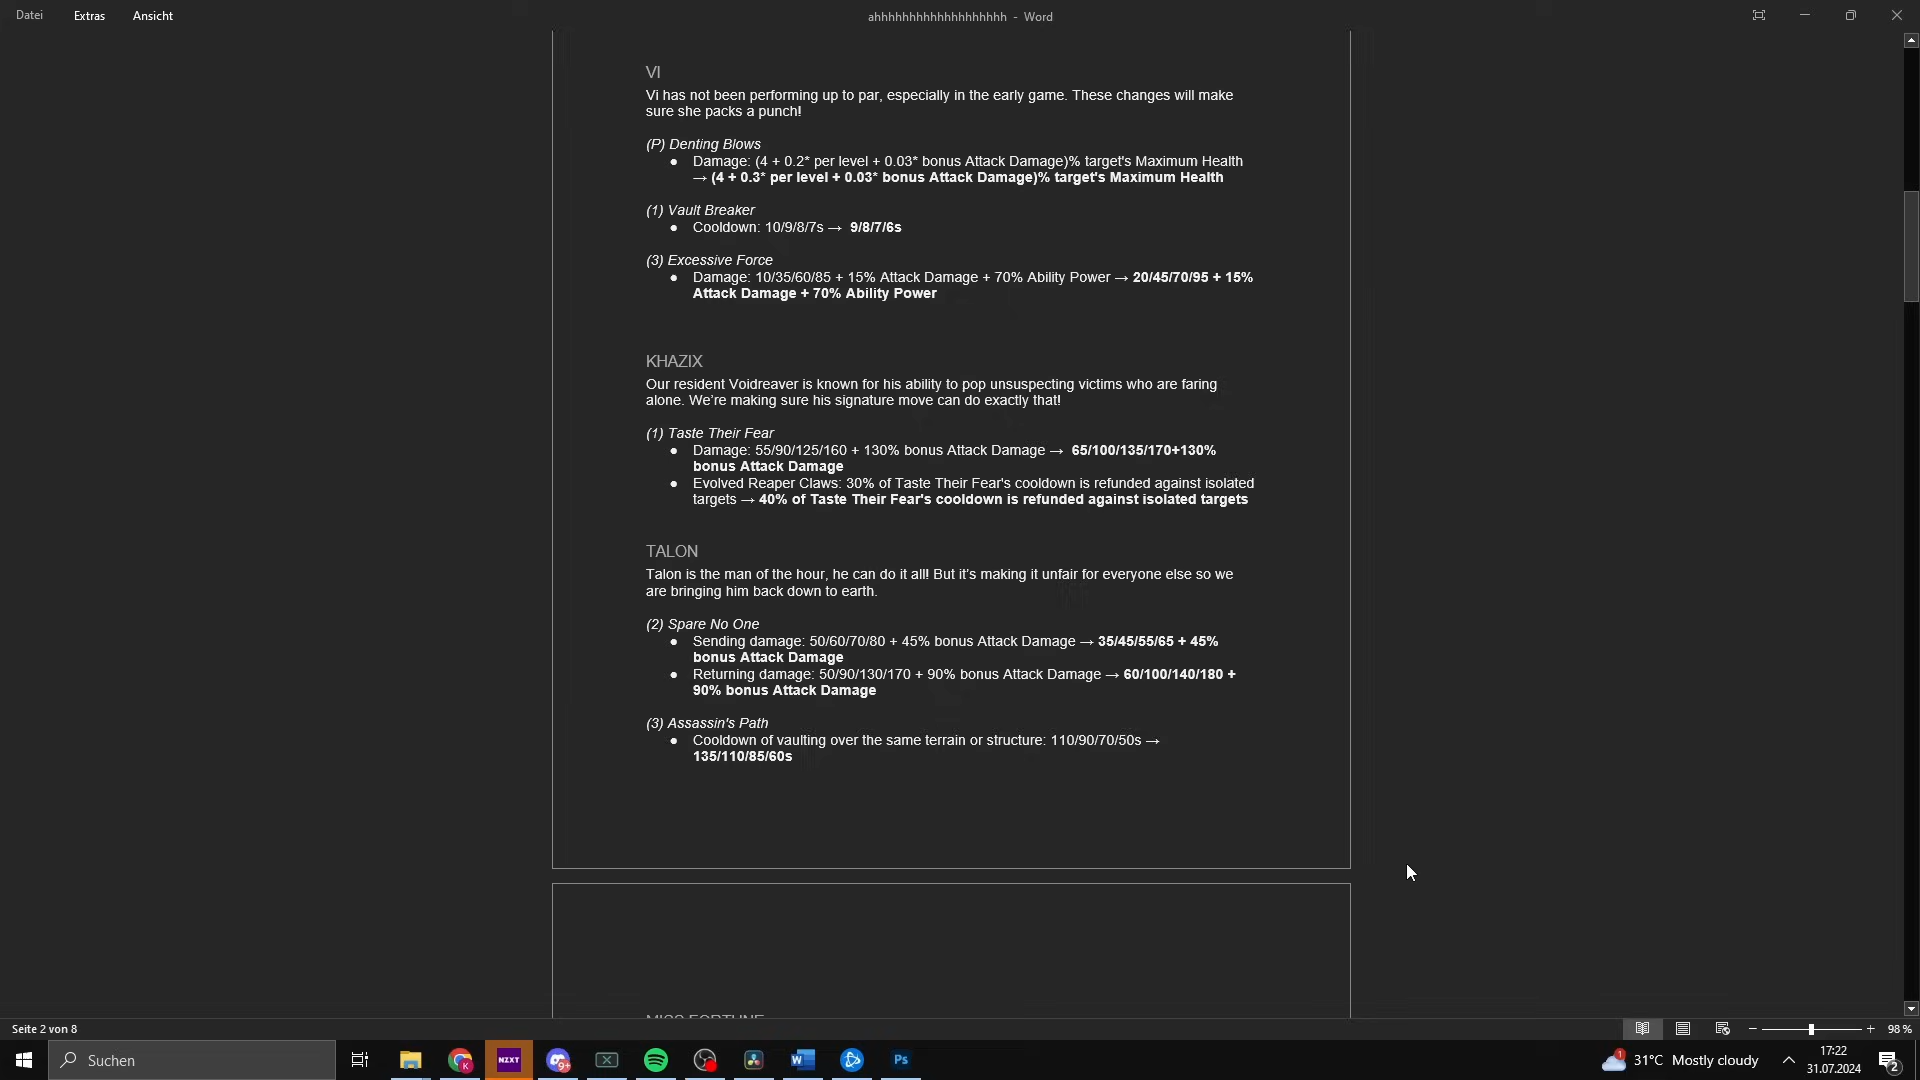 Datei Extras Ansicht ahhhhhhhhhhhhhhhhhhh - Word
VI
Vi has not been performing up to par, especially in the early game. These changes will make
sure she packs a punch!
(P) Denting Blows
● Damage: (4 + 0.2* per level + 0.03* bonus Attack Damage)% target's Maximum Health
→ (4 + 0.3* per level + 0.03* bonus Attack Damage)% target's Maximum Health
(1) Vault Breaker
● Cooldown: 10/9/8/7s → 9/8/7/6s
(3) Excessive Force
● Damage: 10/35/60/85 + 15% Attack Damage + 70% Ability Power → 20/45/70/95 + 15%
Attack Damage + 70% Ability Power
KHAZIX
Our resident Voidreaver is known for his ability to pop unsuspecting victims who are faring
alone. We're making sure his signature move can do exactly that!
(1) Taste Their Fear
● Damage: 55/90/125/160 + 130% bonus Attack Damage → 65/100/135/170+130%
bonus Attack Damage
● Evolved Reaper Claws: 30% of Taste Their Fear's cooldown is refunded against isolated
targets → 40% of Taste Their Fear's cooldown is refunded against isolated targets
TALON
Talon is the man of the hour, he can do it all! But it's making it unfair for everyone else so we
are bringing him back down to earth.
(2) Spare No One
● Sending damage: 50/60/70/80 + 45% bonus Attack Damage → 35/45/55/65 + 45%
bonus Attack Damage
● Returning damage: 50/90/130/170 + 90% bonus Attack Damage → 60/100/140/180 +
90% bonus Attack Damage
(3) Assassin's Path
● Cooldown of vaulting over the same terrain or structure: 110/90/70/50s →
135/110/85/60s
MISS FORTUNE
Seite 2 von 8 98 %
Suchen K NZXT 9+ W Ps 1 31°C Mostly cloudy 17:22 2
31.07.2024